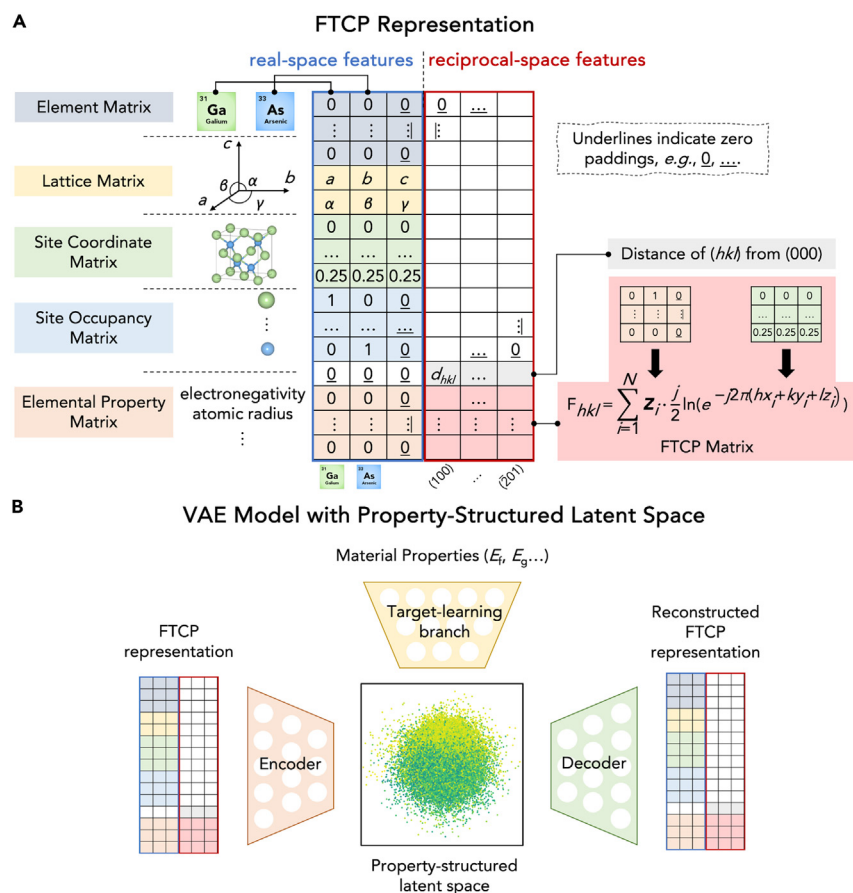 A
FTCP Representation
real-space features
reciprocal-space features
Element Matrix
31
Ga
Galium
33
As
Arsenic
0 0 0 0 ...
⋮ ⋮ ⋮ ⋮
0 0 0
Underlines indicate zero
paddings, e.g., 0, ....
Lattice Matrix
c
β α b
a γ
a b c
α β γ
Site Coordinate
Matrix
0 0 0
... ... ...
0.25 0.25 0.25
Distance of (hkl) from (000)
Site Occupancy
Matrix
⋮
1 0 0
... ... ... ⋮
0 1 0 ... 0
0 0 0 d_hkl ...
Elemental Property
Matrix
electronegativity
atomic radius
⋮
0 0 0 ...
⋮ ⋮ ⋮ ⋮ ⋮ ⋮
0 0 0
0 1 0
⋮ ⋮ ⋮
0 0 0
0 0 0
... ... ...
0.25 0.25 0.25
F_hkl = ∑_{i=1}^{N} z_i · j/2 ln(e^{−j2π(hx_i+ky_i+lz_i)})
FTCP Matrix
31
Ga
Galium
33
As
Arsenic
(100)
...
(2̄01)
B
VAE Model with Property-Structured Latent Space
Material Properties (E_f, E_g...)
Target-learning
branch
FTCP
representation
Reconstructed
FTCP
representation
Encoder
Decoder
Property-structured
latent space